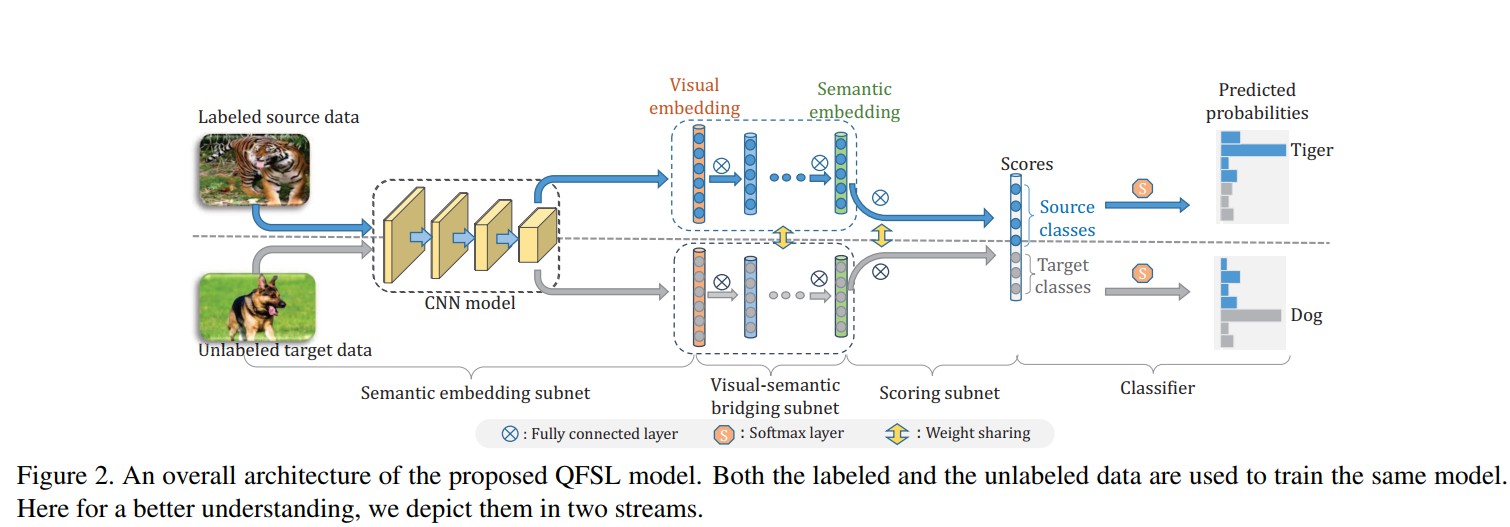 Labeled source data
Visual
embedding
Semantic
embedding
Predicted
probabilities
Tiger
Scores
S
Source
classes
CNN model
Target
classes
S
Dog
Unlabeled target data
Semantic embedding subnet
Visual-semantic
bridging subnet
Scoring subnet
Classifier
: Fully connected layer
S : Softmax layer
: Weight sharing
Figure 2. An overall architecture of the proposed QFSL model. Both the labeled and the unlabeled data are used to train the same model.
Here for a better understanding, we depict them in two streams.